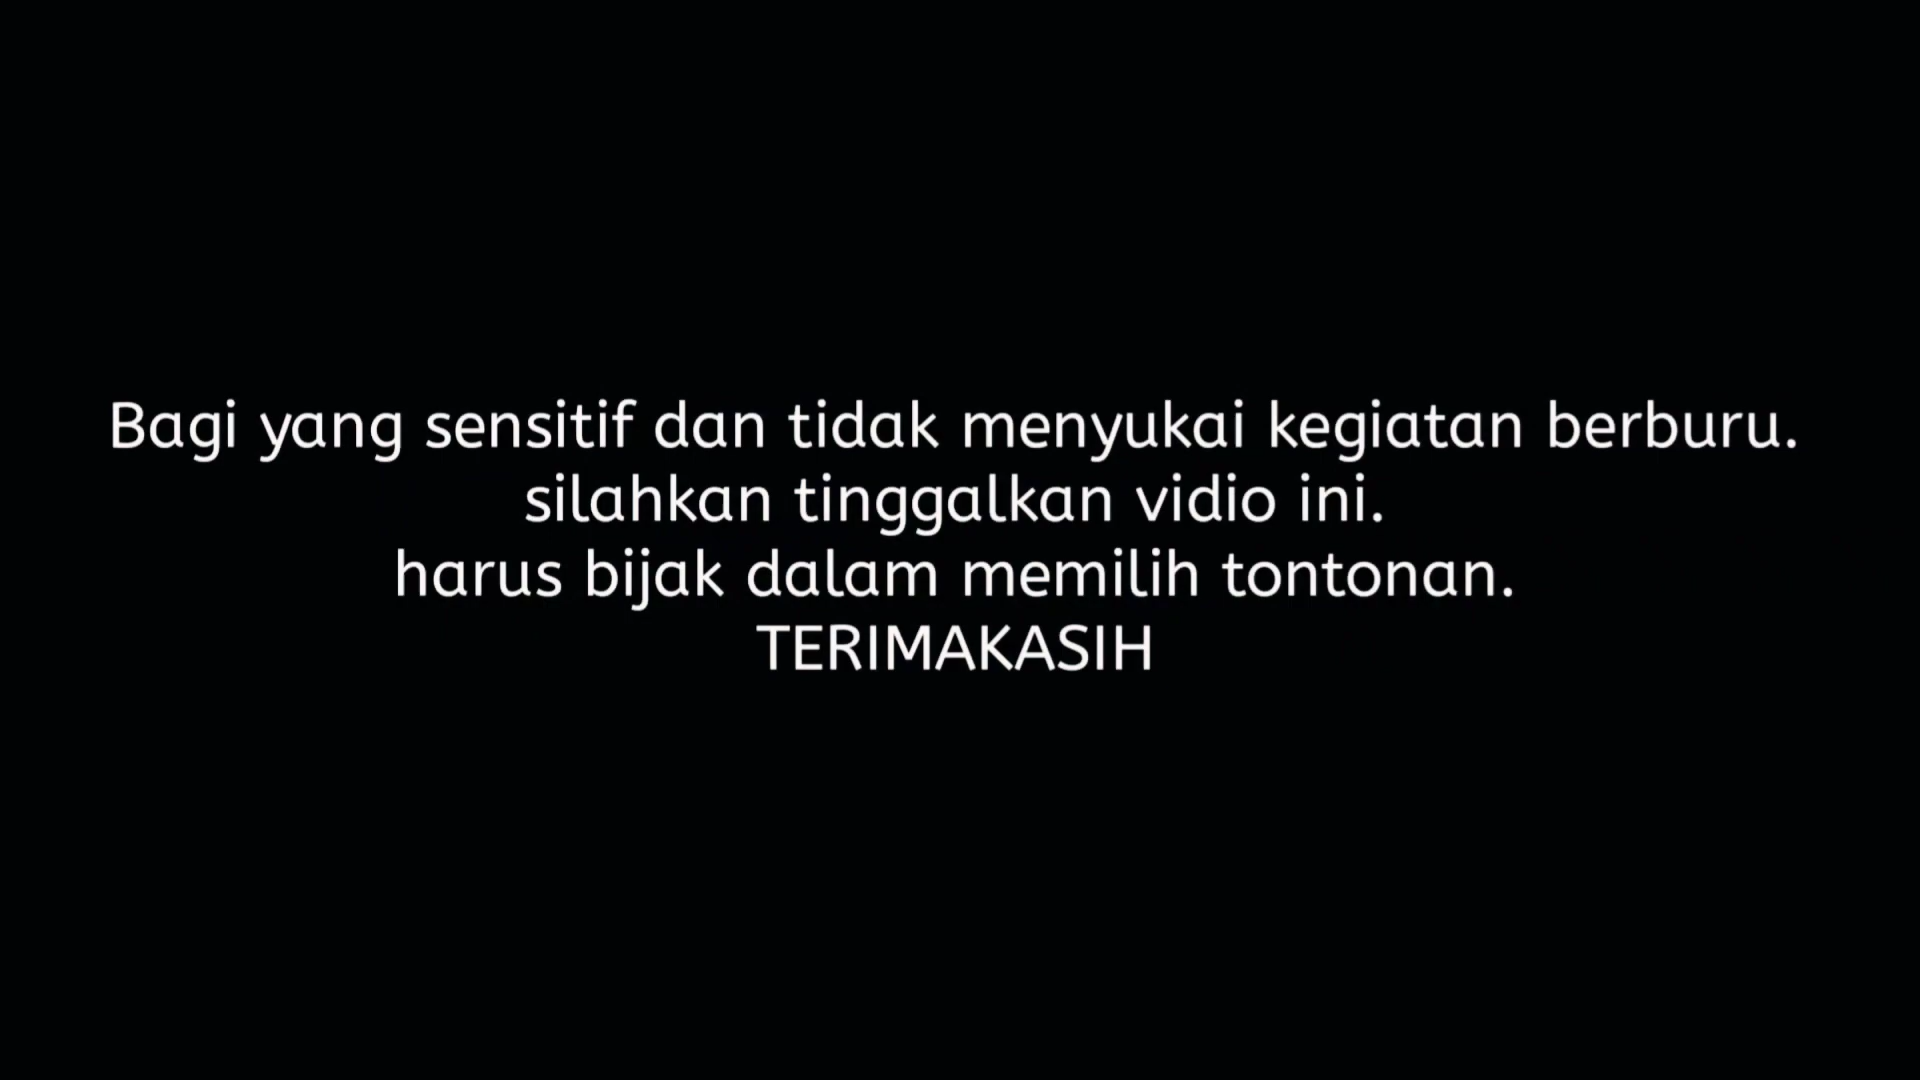 Bagi yang sensitif dan tidak menyukai kegiatan berburu.
silahkan tinggalkan vidio ini.
harus bijak dalam memilih tontonan.
TERIMAKASIH